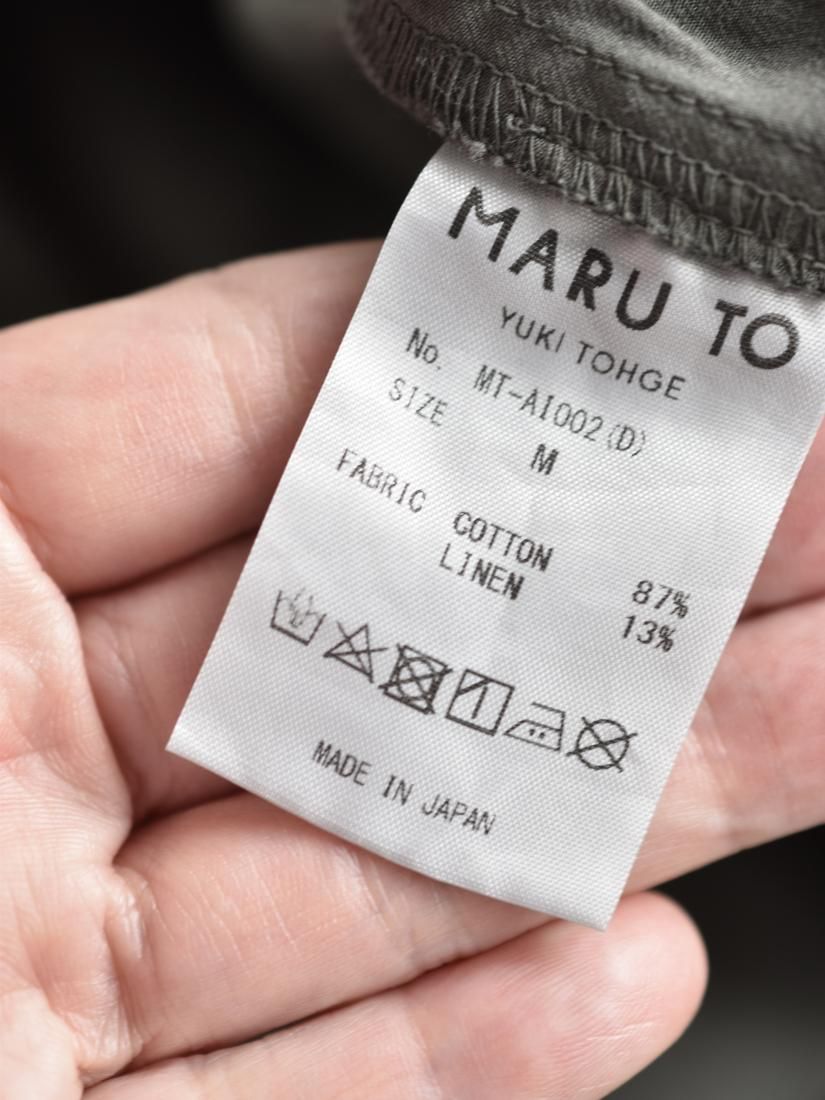 MARU TO
YUKI TOHGE
No. MT-AI002(D)
SIZE M
FABRIC COTTON 87%
LINEN 13%
MADE IN JAPAN